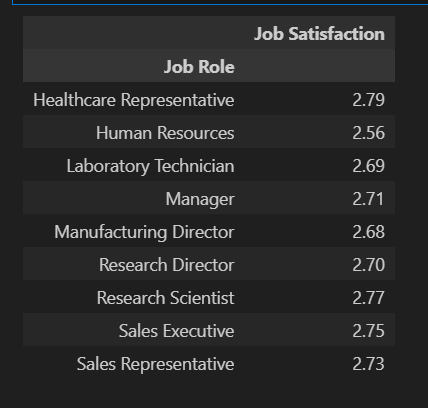 Job Satisfaction
Job Role
Healthcare Representative 2.79
Human Resources 2.56
Laboratory Technician 2.69
Manager 2.71
Manufacturing Director 2.68
Research Director 2.70
Research Scientist 2.77
Sales Executive 2.75
Sales Representative 2.73